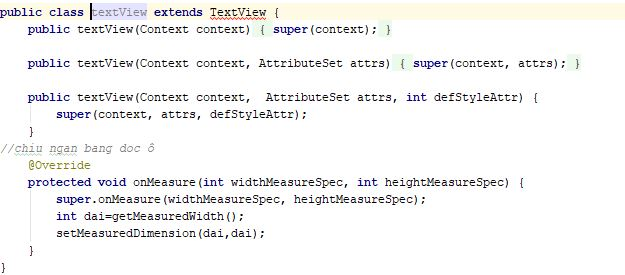 public class textView extends TextView {
public textView(Context context) { super(context); }
public textView(Context context, AttributeSet attrs) { super(context, attrs); }
public textView(Context context,  AttributeSet attrs, int defStyleAttr) {
super(context, attrs, defStyleAttr);
}
//chiu ngan bang doc ô
@Override
protected void onMeasure(int widthMeasureSpec, int heightMeasureSpec) {
super.onMeasure(widthMeasureSpec, heightMeasureSpec);
int dai=getMeasuredWidth();
setMeasuredDimension(dai,dai);
}
}